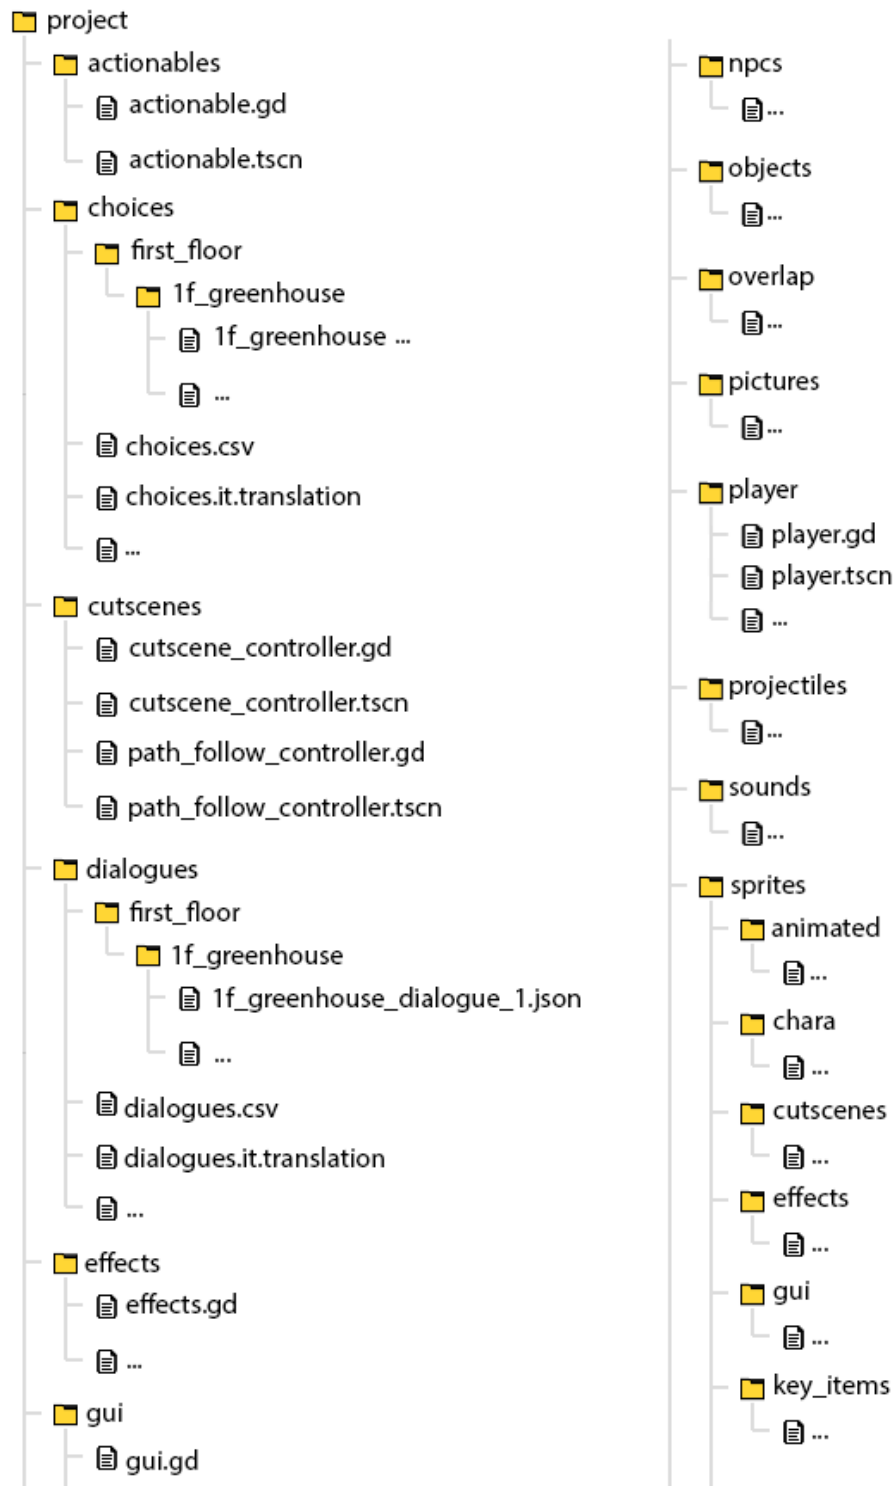 project
actionables
actionable.gd
actionable.tscn
choices
first_floor
1f_greenhouse
1f_greenhouse ...
...
choices.csv
choices.it.translation
...
cutscenes
cutscene_controller.gd
cutscene_controller.tscn
path_follow_controller.gd
path_follow_controller.tscn
dialogues
first_floor
1f_greenhouse
1f_greenhouse_dialogue_1.json
...
dialogues.csv
dialogues.it.translation
...
effects
effects.gd
...
gui
gui.gd
npcs
...
objects
...
overlap
...
pictures
...
player
player.gd
player.tscn
...
projectiles
...
sounds
...
sprites
animated
...
chara
...
cutscenes
...
effects
...
gui
...
key_items
...